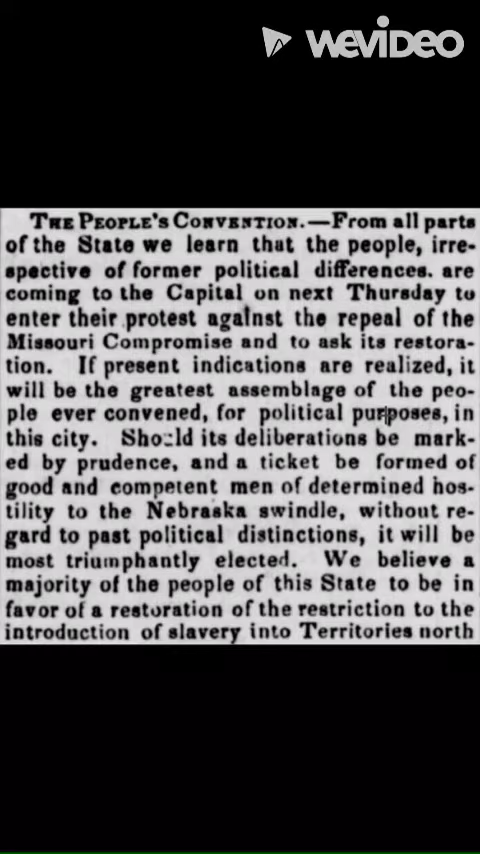 WEVIDEO
THE PEOPLE'S CONVENTION.—From all parts
of the State we learn that the people, irre-
spective of former political differences. are
coming to the Capital on next Thursday to
enter their protest against the repeal of the
Missouri Compromise and to ask its restora-
tion. If present indications are realized, it
will be the greatest assemblage of the peo-
ple ever convened, for political purposes, in
this city. Should its deliberations be mark-
ed by prudence, and a ticket be formed of
good and competent men of determined hos-
tility to the Nebraska swindle, without re-
gard to past political distinctions, it will be
most triumphantly elected. We believe a
majority of the people of this State to be in
favor of a restoration of the restriction to the
introduction of slavery into Territories north